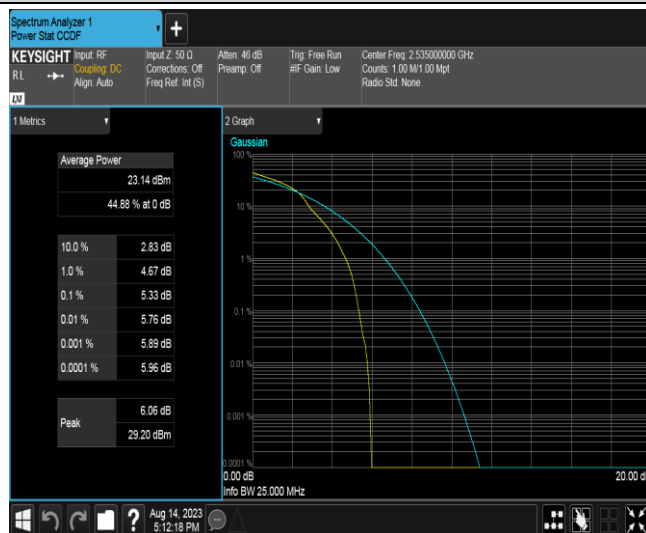 Spectrum Analyzer 1
Power Stat CCDF
+
KEYSIGHT
RL
LXI
Input: RF
Coupling: DC
Align: Auto
Input Z: 50 Ω
Corrections: Off
Freq Ref: Int (S)
Atten: 46 dB
Preamp: Off
Trig: Free Run
#IF Gain: Low
Center Freq: 2.535000000 GHz
Counts: 1.00 M/1.00 Mpt
Radio Std: None
1 Metrics
Average Power
23.14 dBm
44.88 % at 0 dB
10.0 % 2.83 dB
1.0 % 4.67 dB
0.1 % 5.33 dB
0.01 % 5.76 dB
0.001 % 5.89 dB
0.0001 % 5.96 dB
Peak
6.06 dB
29.20 dBm
2 Graph
Gaussian
100 %
10 %
1 %
0.1 %
0.01 %
0.001 %
0.0001 %
0.00 dB
20.00 d
Info BW 25.000 MHz
?
Aug 14, 2023
5:12:18 PM